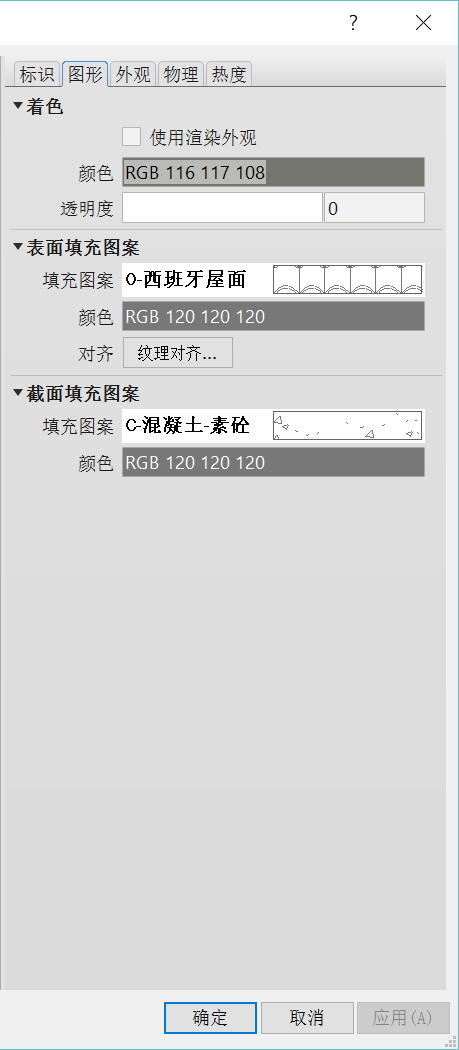 ?
标识 图形 外观 物理 热度
着色
使用渲染外观
颜色 RGB 116 117 108
透明度 0
表面填充图案
填充图案 O-西班牙屋面
颜色 RGB 120 120 120
对齐 纹理对齐...
截面填充图案
填充图案 C-混凝土-素砼
颜色 RGB 120 120 120
确定 取消 应用(A)